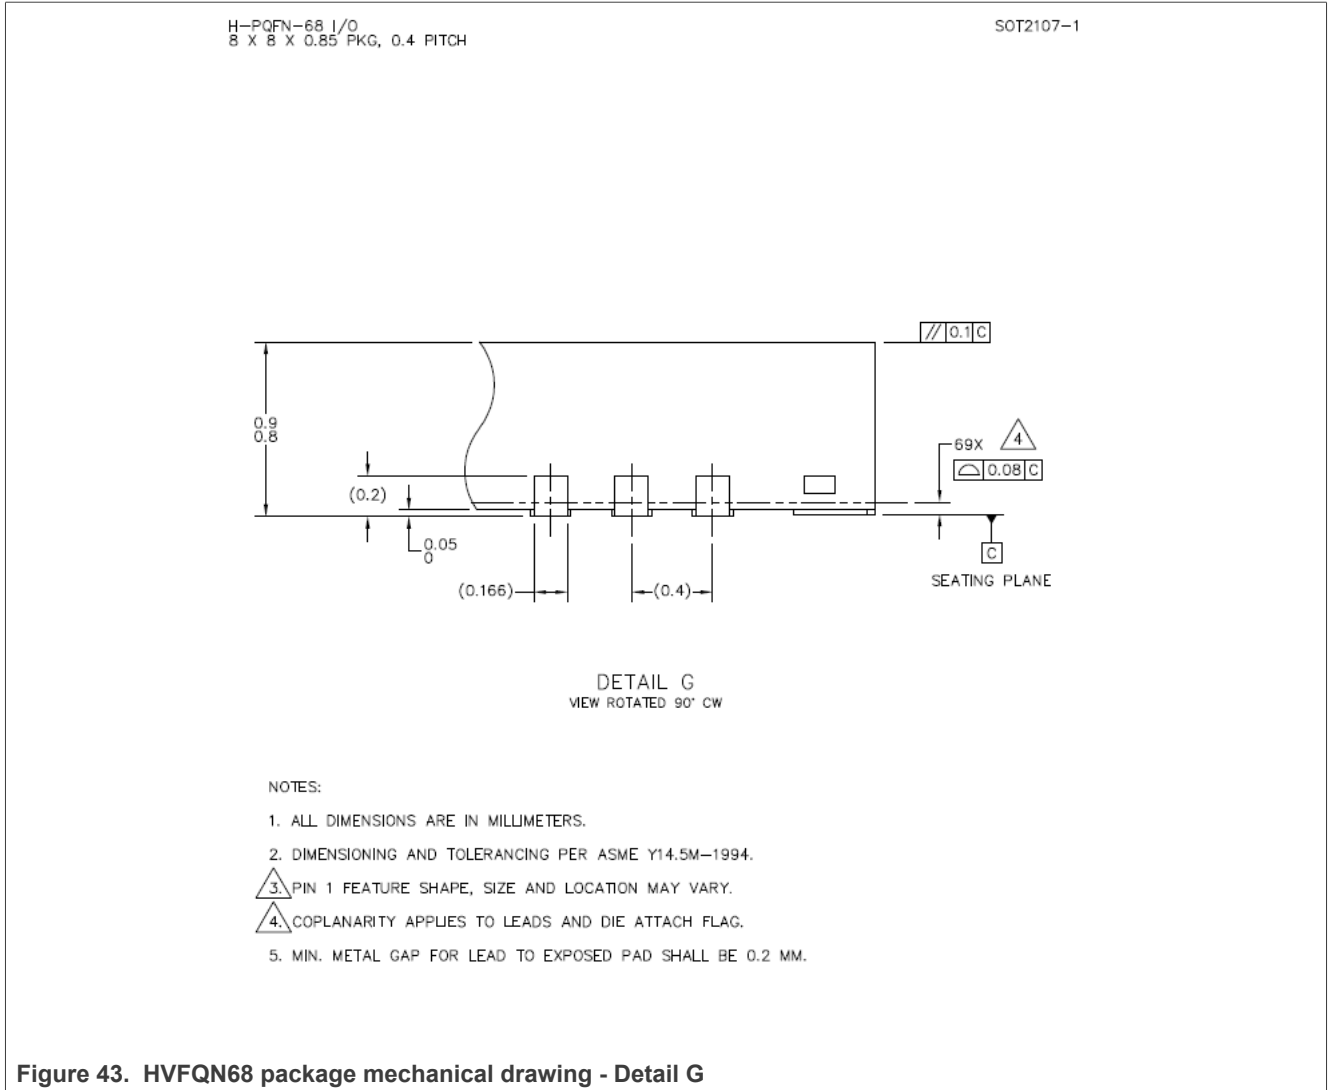 H-PQFN-68 I/O
8 X 8 X 0.85 PKG, 0.4 PITCH
SOT2107-1
// 0.1 C
0.9
0.8
69X 4
⌓ 0.08 C
(0.2)
0.05
0
C
(0.166)
(0.4)
SEATING PLANE
DETAIL G
VIEW ROTATED 90° CW
NOTES:
1. ALL DIMENSIONS ARE IN MILLIMETERS.
2. DIMENSIONING AND TOLERANCING PER ASME Y14.5M-1994.
3. PIN 1 FEATURE SHAPE, SIZE AND LOCATION MAY VARY.
4. COPLANARITY APPLIES TO LEADS AND DIE ATTACH FLAG.
5. MIN. METAL GAP FOR LEAD TO EXPOSED PAD SHALL BE 0.2 MM.
Figure 43. HVFQN68 package mechanical drawing - Detail G